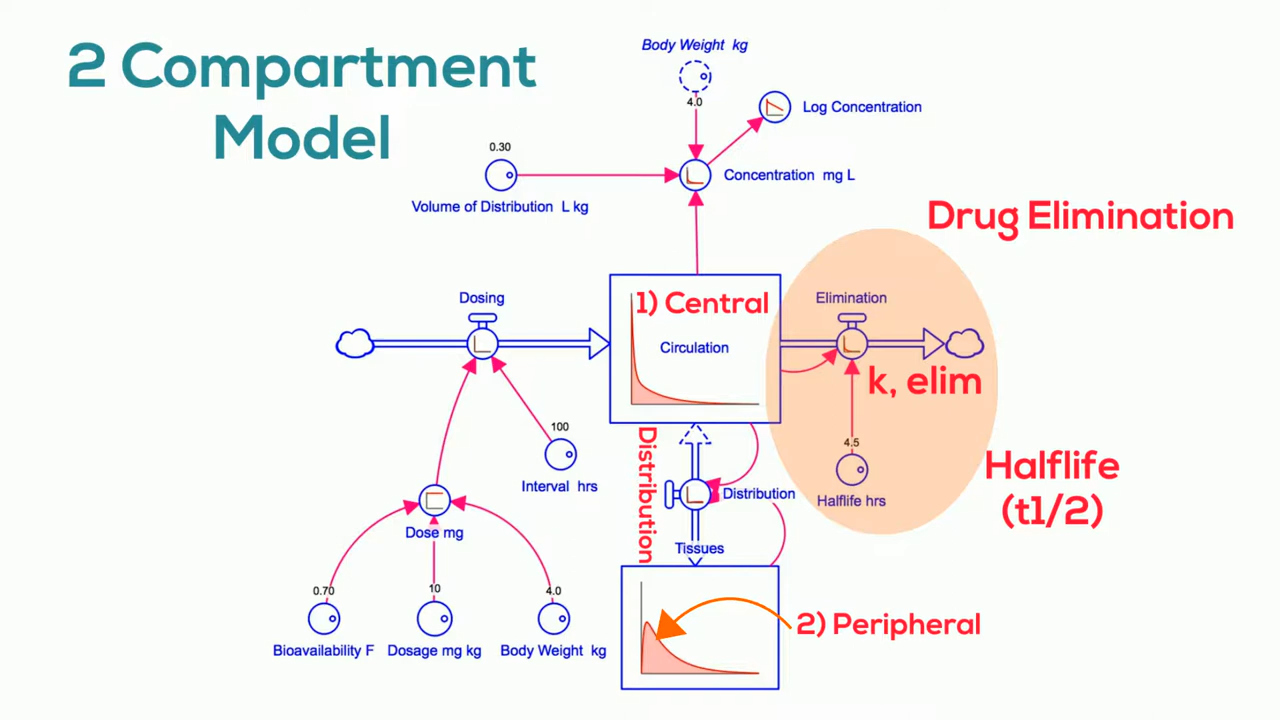 2 Compartment
Model
Body Weight kg
4.0
Log Concentration
0.30
Concentration mg L
Volume of Distribution L kg
Drug Elimination
Dosing
1) Central
Elimination
Circulation
k, elim
100
4.5
Interval hrs
Distribution
Distribution
Halflife hrs
Halflife
(t1/2)
Dose mg
Tissues
0.70
10
4.0
2) Peripheral
Bioavailability F
Dosage mg kg
Body Weight kg